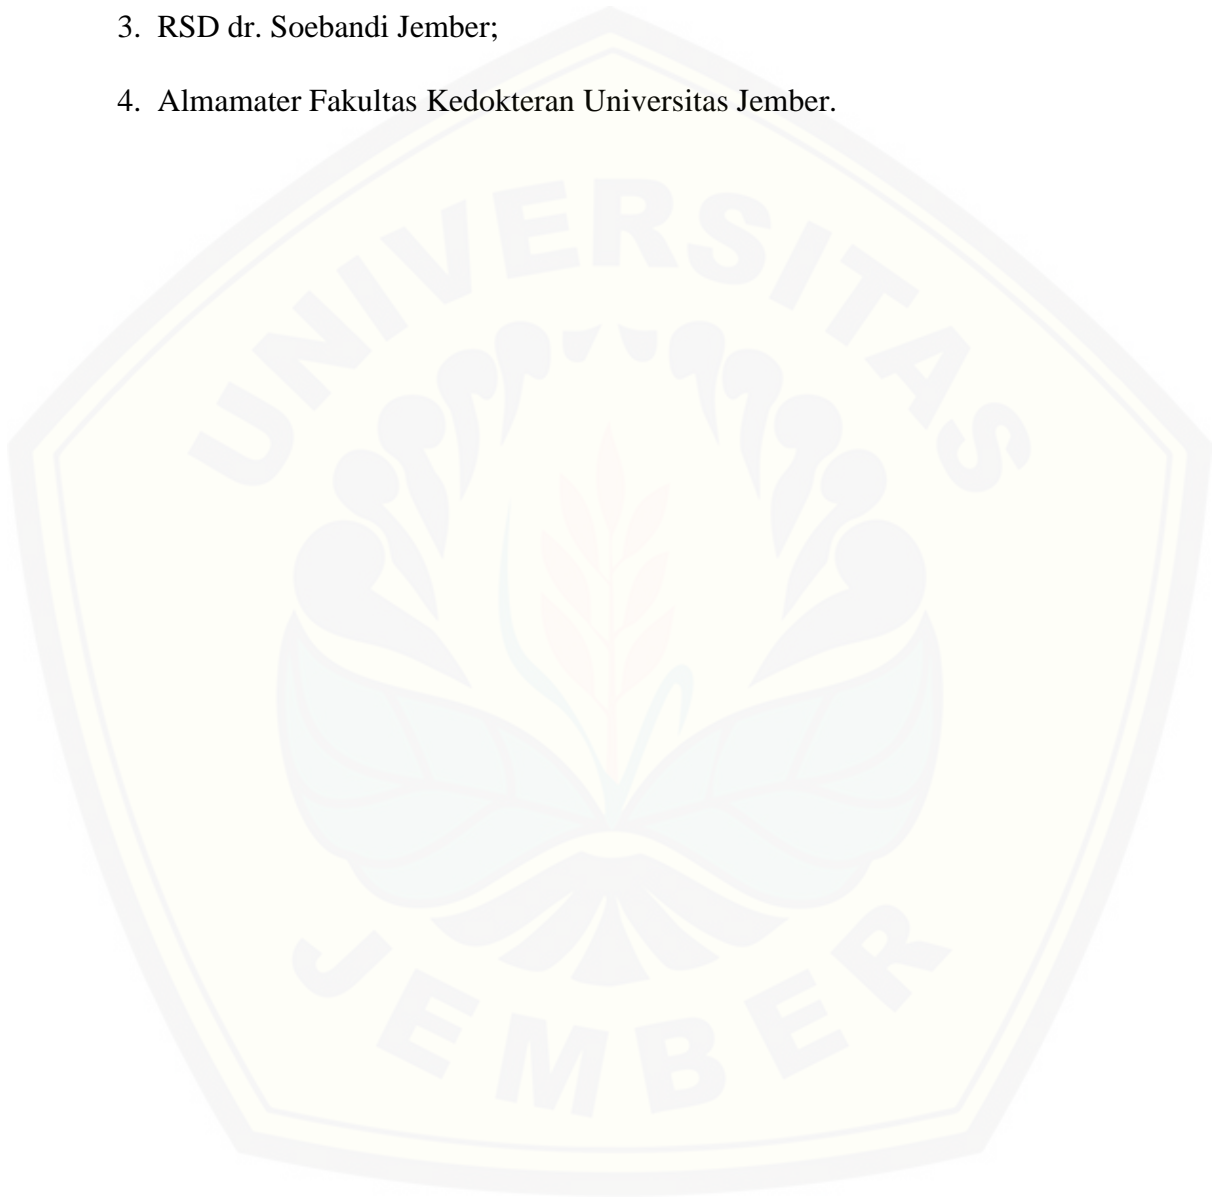 3. RSD dr. Soebandi Jember;
4. Almamater Fakultas Kedokteran Universitas Jember.
UNIVERSITAS
JEMBER